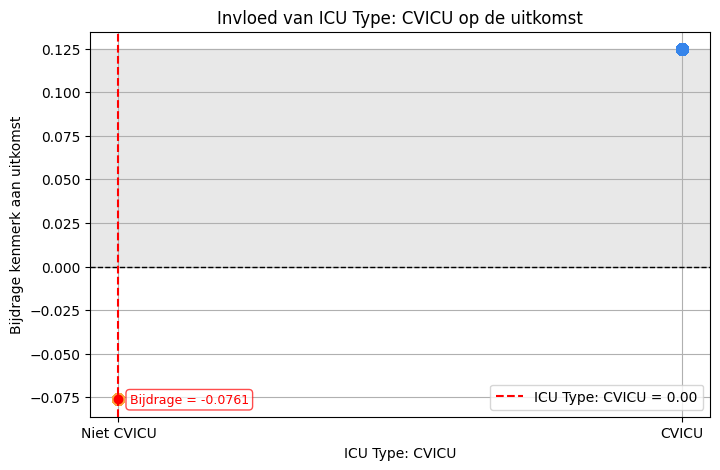 Invloed van ICU Type: CVICU op de uitkomst
Bijdrage kenmerk aan uitkomst
0.125
0.100
0.075
0.050
0.025
0.000
−0.025
−0.050
−0.075
Bijdrage = -0.0761
ICU Type: CVICU = 0.00
Niet CVICU
CVICU
ICU Type: CVICU